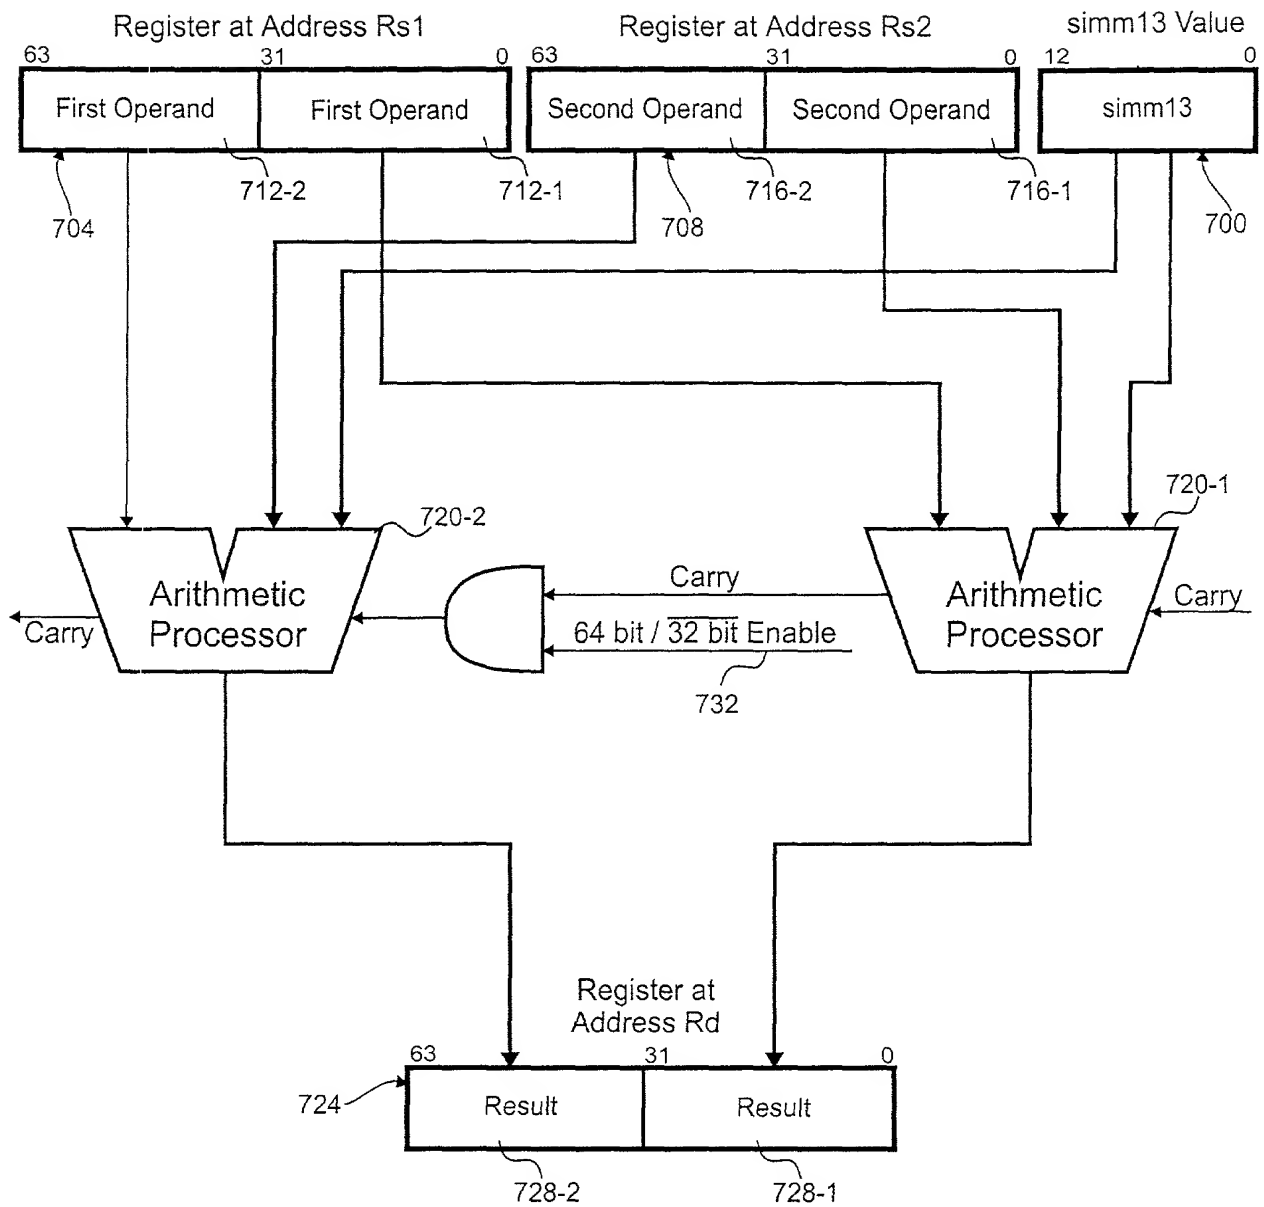 Register at Address Rs1
Register at Address Rs2
simm13 Value
63
31
0
63
31
0
12
0
First Operand
First Operand
Second Operand
Second Operand
simm13
712-2
712-1
716-2
716-1
704
708
700
720-2
720-1
Arithmetic
Processor
Carry
Carry
64 bit / 32 bit Enable
732
Arithmetic
Processor
Carry
Register at
Address Rd
63
31
0
724
Result
Result
728-2
728-1